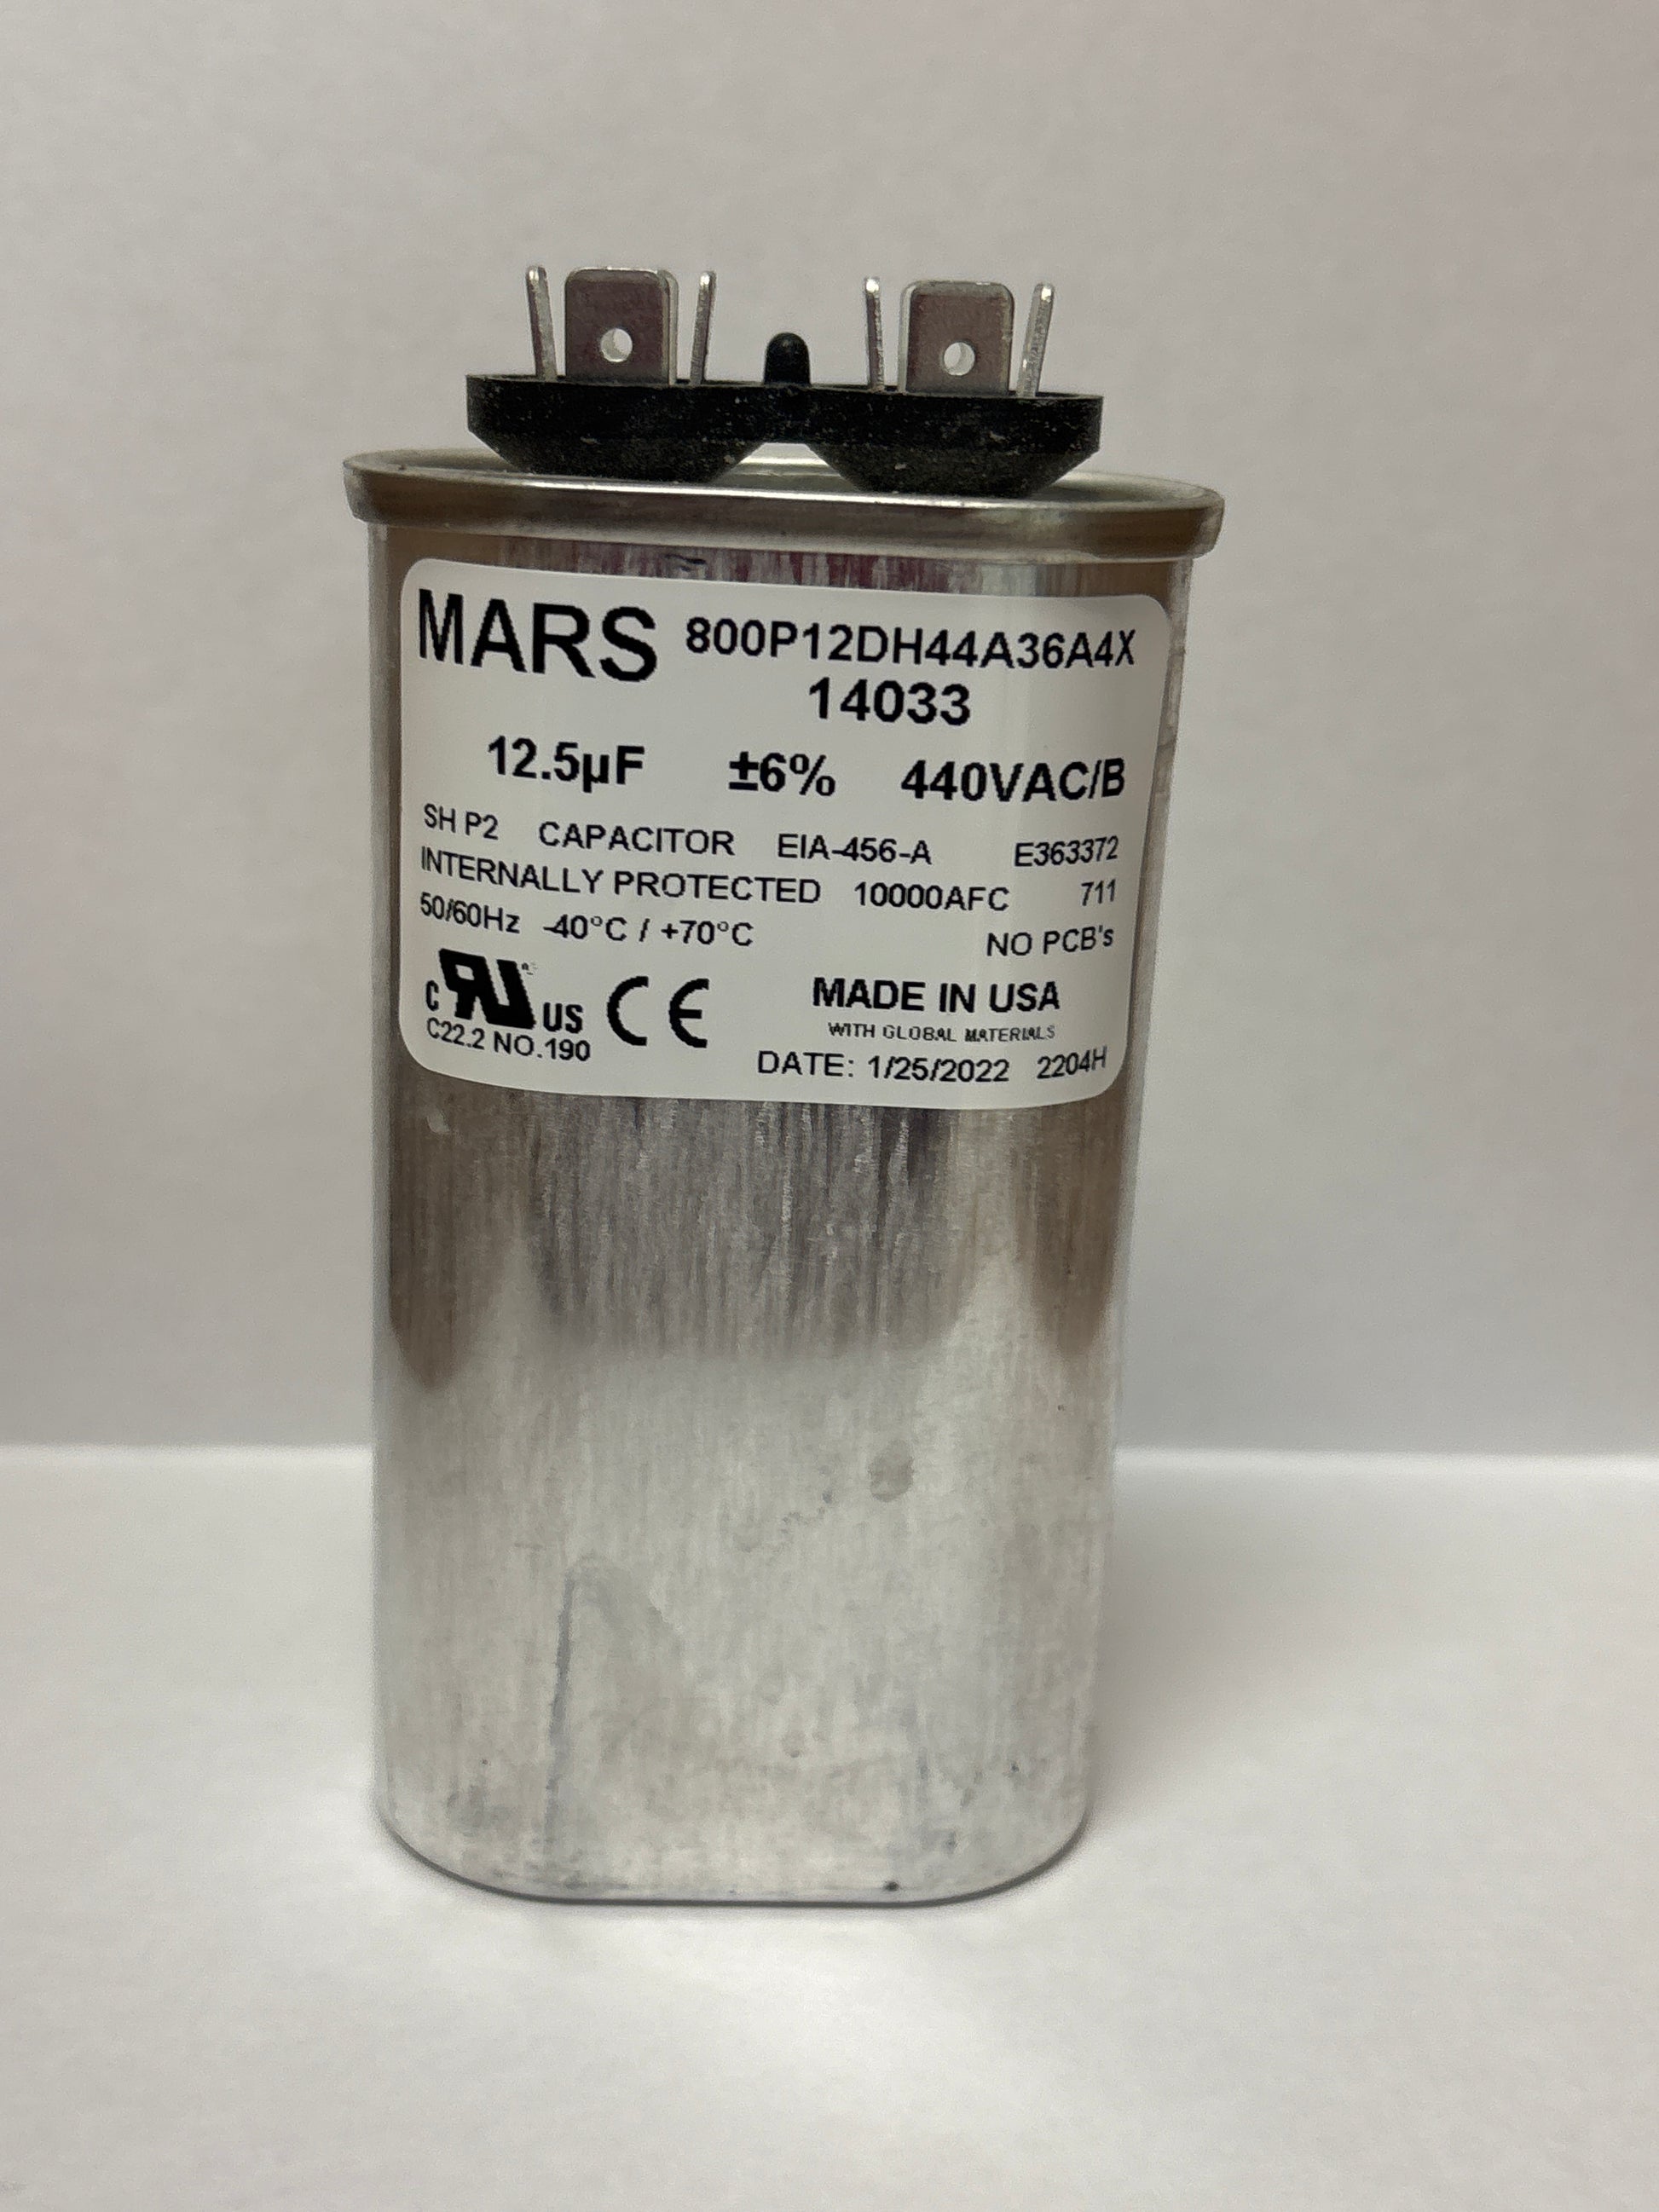 MARS 800P12DH44A36A4X
14033
12.5µF ±6% 440VAC/B
SH P2 CAPACITOR EIA-456-A E363372
INTERNALLY PROTECTED 10000AFC 711
50/60Hz -40°C / +70°C NO PCB's
c RU US CE MADE IN USA
WITH GLOBAL MATERIALS
C22.2 NO.190 DATE: 1/25/2022 2204H